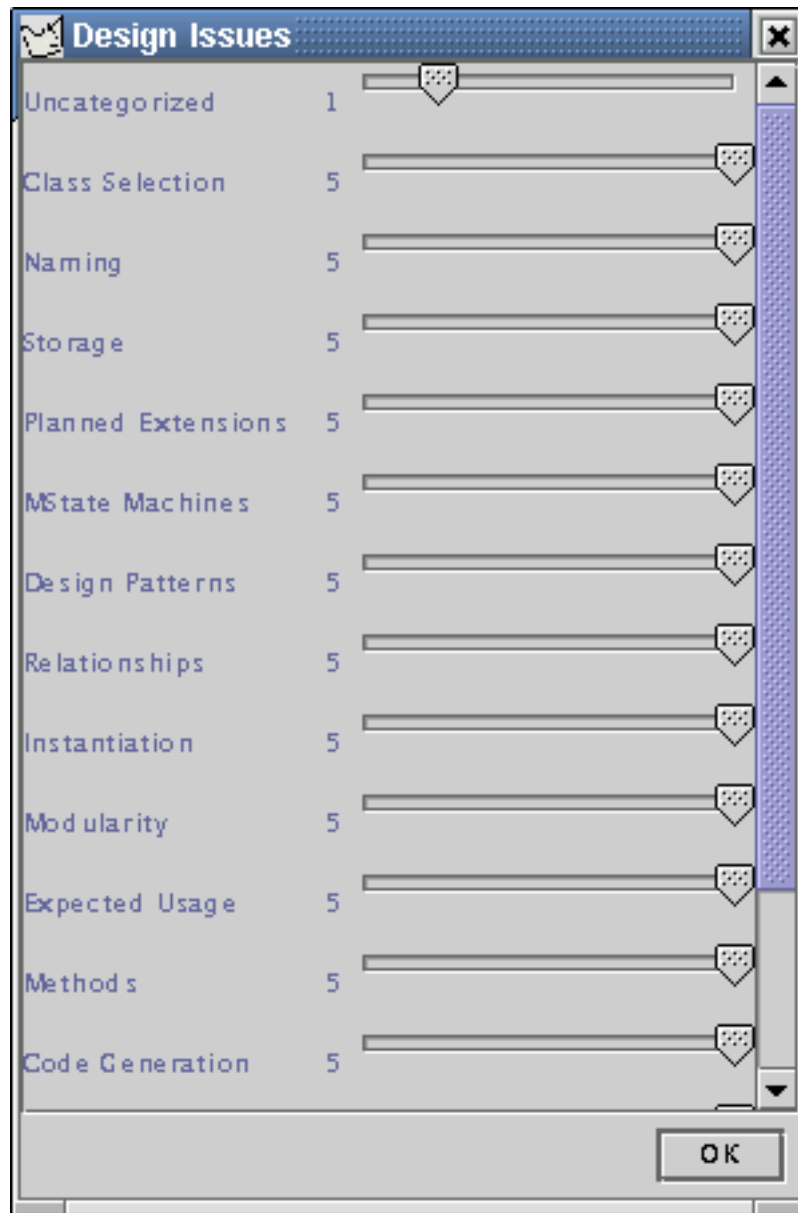 Design Issues
Uncategorized 1
Class Selection 5
Naming 5
Storage 5
Planned Extensions 5
MState Machines 5
Design Patterns 5
Relationships 5
Instantiation 5
Modularity 5
Expected Usage 5
Methods 5
Code Generation 5
OK